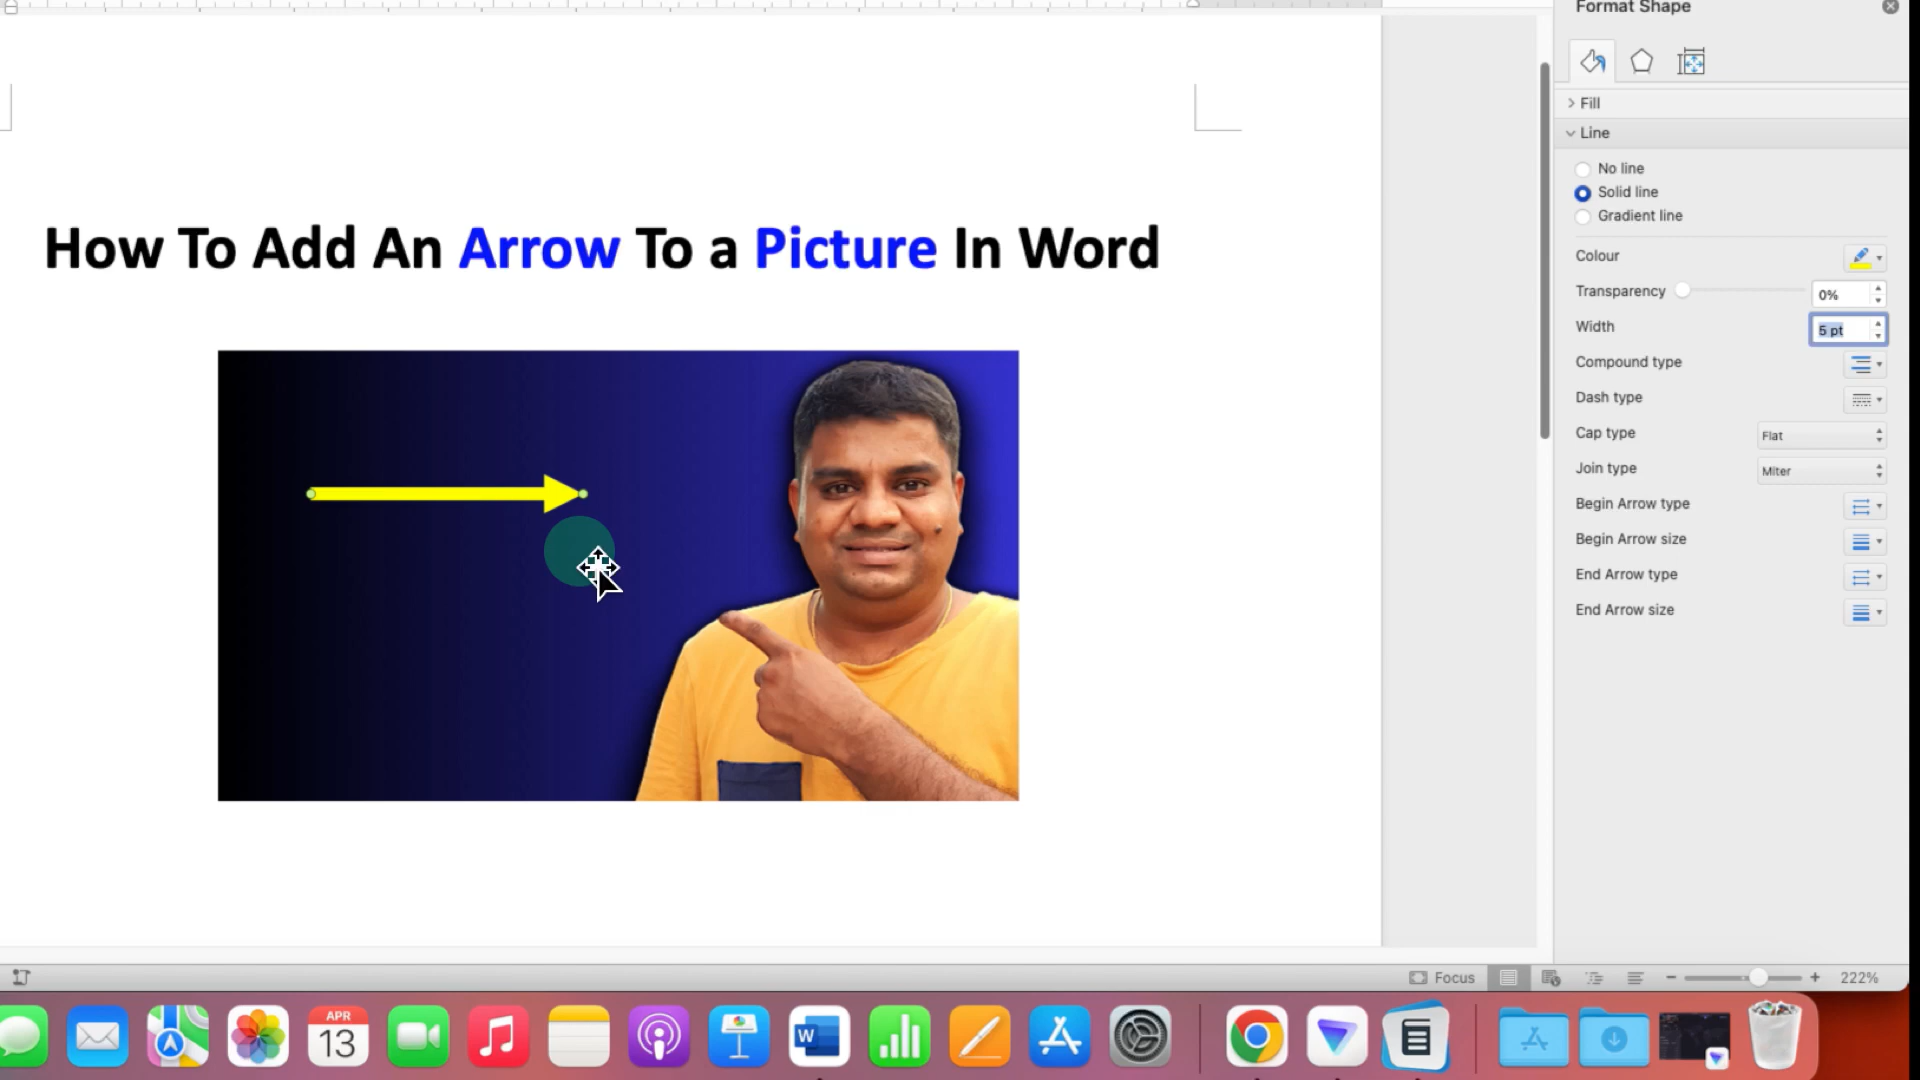 Format Shape
Fill
Line
No line
Solid line
Gradient line
Colour
Transparency 0%
Width 5 pt
Compound type
Dash type
Cap type Flat
Join type Miter
Begin Arrow type
Begin Arrow size
End Arrow type
End Arrow size
How To Add An Arrow To a Picture In Word
Focus 222%
APR
13
W